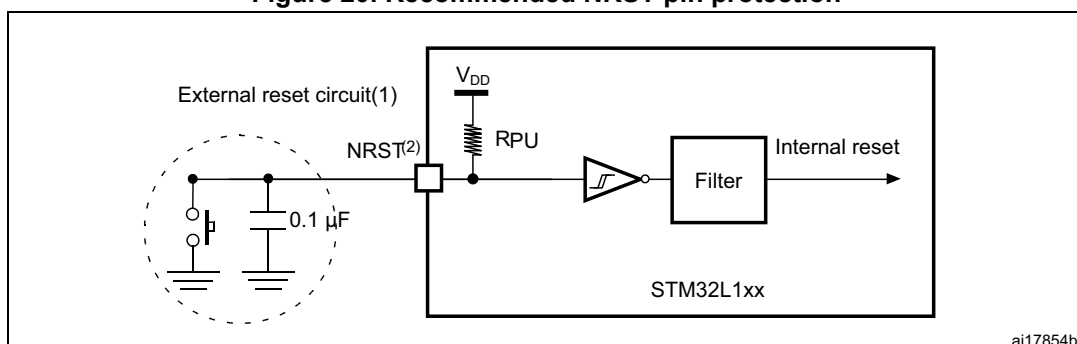 Figure 20. Recommended NRST pin protection
External reset circuit(1)
VDD
NRST(2)
RPU
Internal reset
Filter
0.1 μF
STM32L1xx
ai17854b